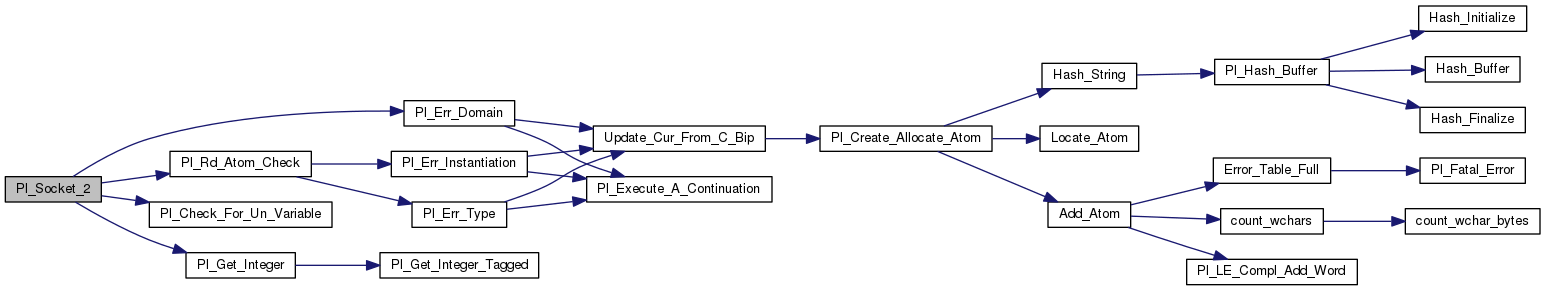 Pl_Socket_2
Pl_Err_Domain
Pl_Rd_Atom_Check
Pl_Check_For_Un_Variable
Pl_Get_Integer
Pl_Err_Instantiation
Pl_Err_Type
Pl_Get_Integer_Tagged
Update_Cur_From_C_Bip
Pl_Execute_A_Continuation
Pl_Create_Allocate_Atom
Hash_String
Locate_Atom
Add_Atom
Pl_Hash_Buffer
Error_Table_Full
count_wchars
Pl_LE_Compl_Add_Word
Hash_Initialize
Hash_Buffer
Hash_Finalize
Pl_Fatal_Error
count_wchar_bytes